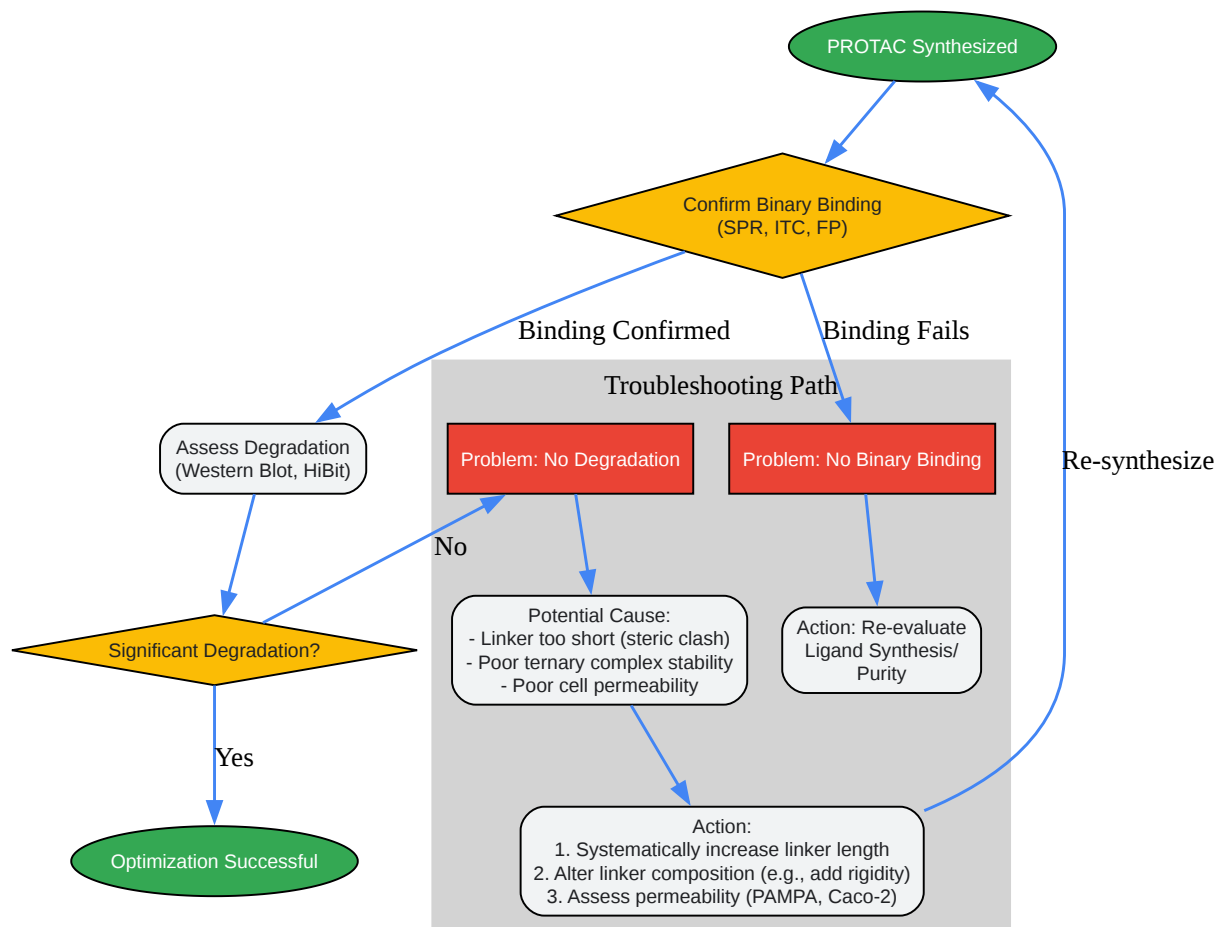 PROTAC Synthesized
Confirm Binary Binding
(SPR, ITC, FP)
Binding Confirmed
Binding Fails
Troubleshooting Path
Assess Degradation
(Western Blot, HiBit)
Problem: No Degradation
Problem: No Binary Binding
Re-synthesize
No
Potential Cause:
- Linker too short (steric clash)
- Poor ternary complex stability
- Poor cell permeability
Action: Re-evaluate
Ligand Synthesis/
Purity
Significant Degradation?
Yes
Action:
1. Systematically increase linker length
2. Alter linker composition (e.g., add rigidity)
3. Assess permeability (PAMPA, Caco-2)
Optimization Successful